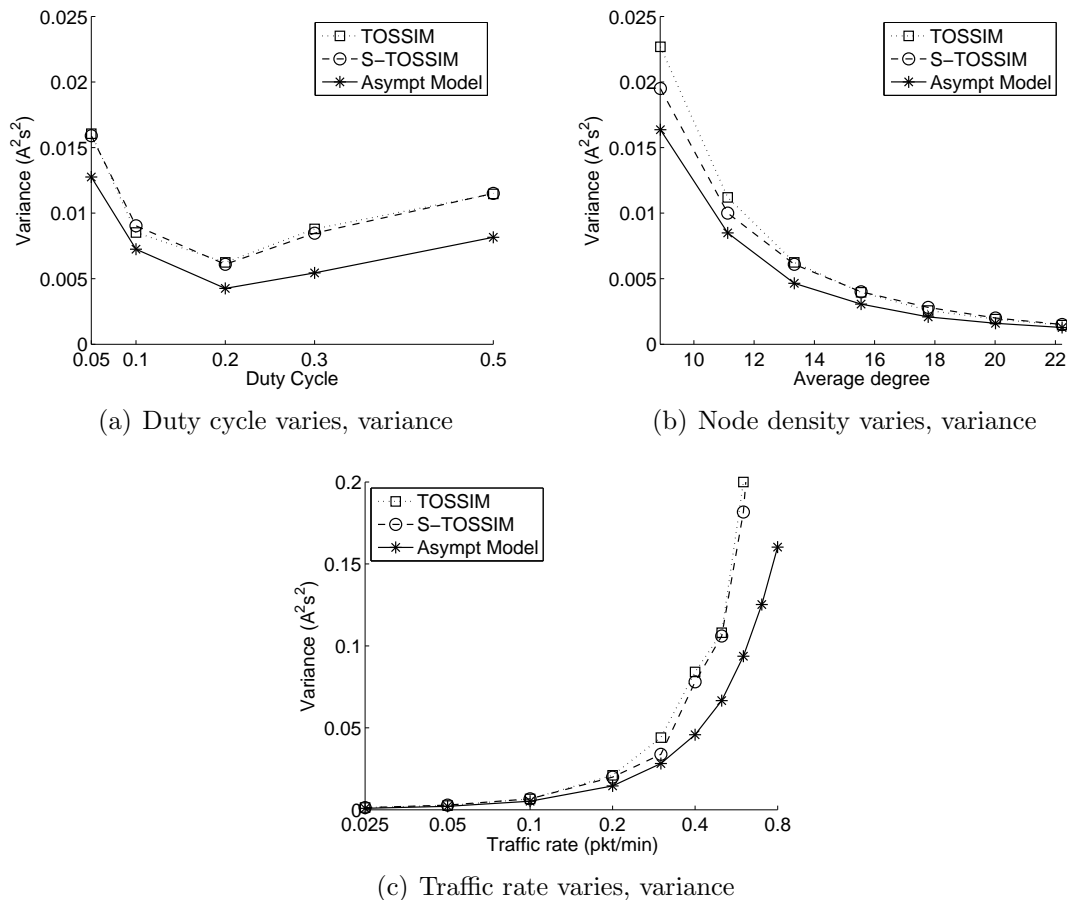 0.025
0.02
0.015
0.01
0.005
0
Variance (A²s²)
TOSSIM
S−TOSSIM
Asympt Model
0.05 0.1 0.2 0.3 0.5
Duty Cycle
(a) Duty cycle varies, variance
0.025
0.02
0.015
0.01
0.005
0
Variance (A²s²)
TOSSIM
S−TOSSIM
Asympt Model
10 12 14 16 18 20 22
Average degree
(b) Node density varies, variance
0.2
0.15
0.1
0.05
0
Variance (A²s²)
TOSSIM
S−TOSSIM
Asympt Model
0.025 0.05 0.1 0.2 0.4 0.8
Traffic rate (pkt/min)
(c) Traffic rate varies, variance